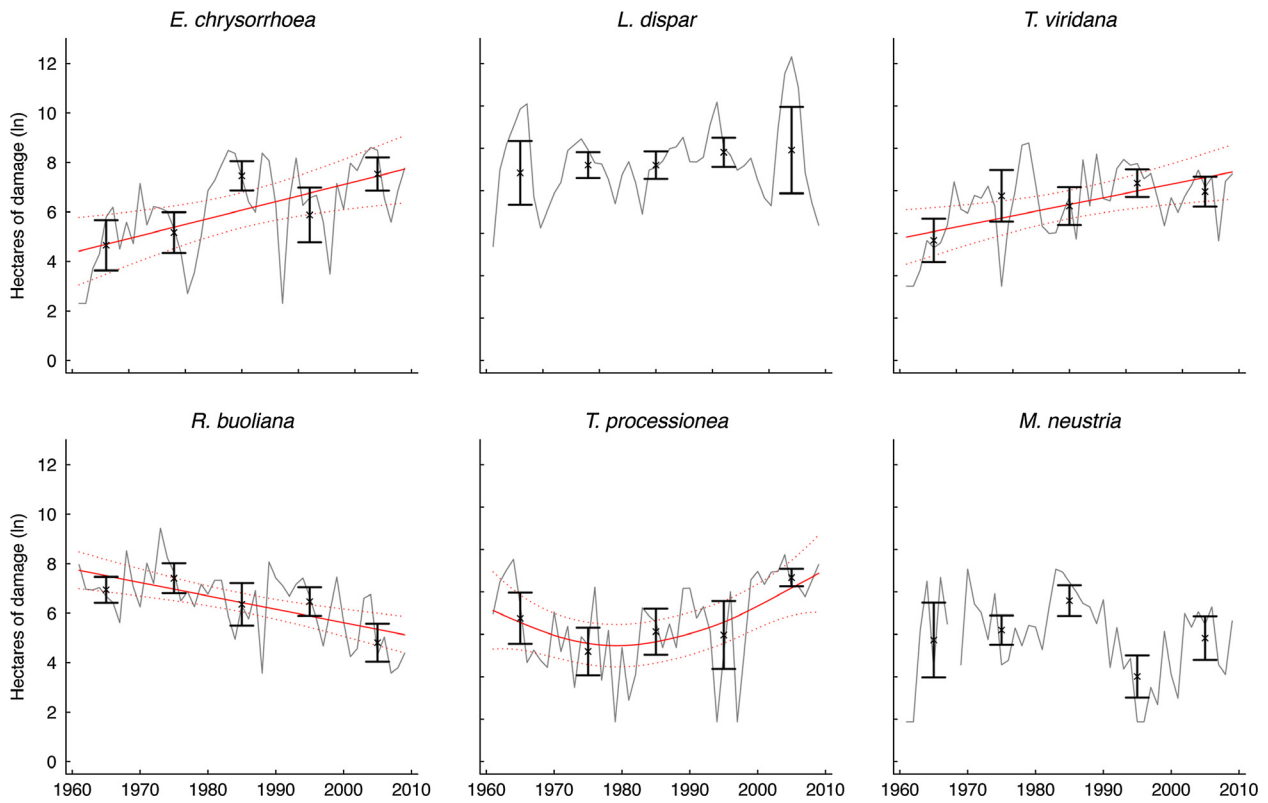 E. chrysorrhoea
L. dispar
T. viridana
Hectares of damage (ln)
12
10
8
6
4
2
0
R. buoliana
T. processionea
M. neustria
Hectares of damage (ln)
12
10
8
6
4
2
0
1960 1970 1980 1990 2000 2010
1960 1970 1980 1990 2000 2010
1960 1970 1980 1990 2000 2010